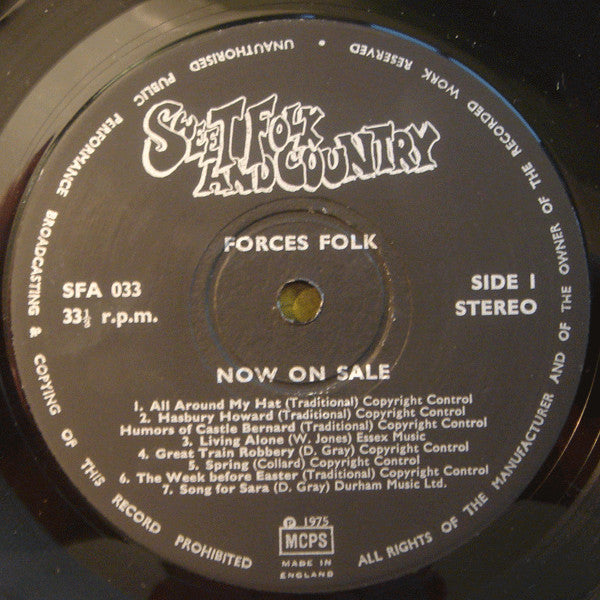 ALL RIGHTS OF THE MANUFACTURER AND OF THE OWNER OF THE RECORDED WORK RESERVED • UNAUTHORISED PUBLIC PERFORMANCE BROADCASTING & COPYING OF THIS RECORD PROHIBITED
SWEET FOLK
AND COUNTRY
FORCES FOLK
SFA 033
33⅓ r.p.m.
SIDE 1
STEREO
NOW ON SALE
1. All Around My Hat (Traditional) Copyright Control
2. Hasbury Howard (Traditional) Copyright Control
Humors of Castle Bernard (Traditional) Copyright Control
3. Living Alone (W. Jones) Essex Music
4. Great Train Robbery (D. Gray) Copyright Control
5. Spring (Collard) Copyright Control
6. The Week before Easter (Traditional) Copyright Control
7. Song for Sara (D. Gray) Durham Music Ltd.
℗ 1975
MCPS
MADE IN
ENGLAND